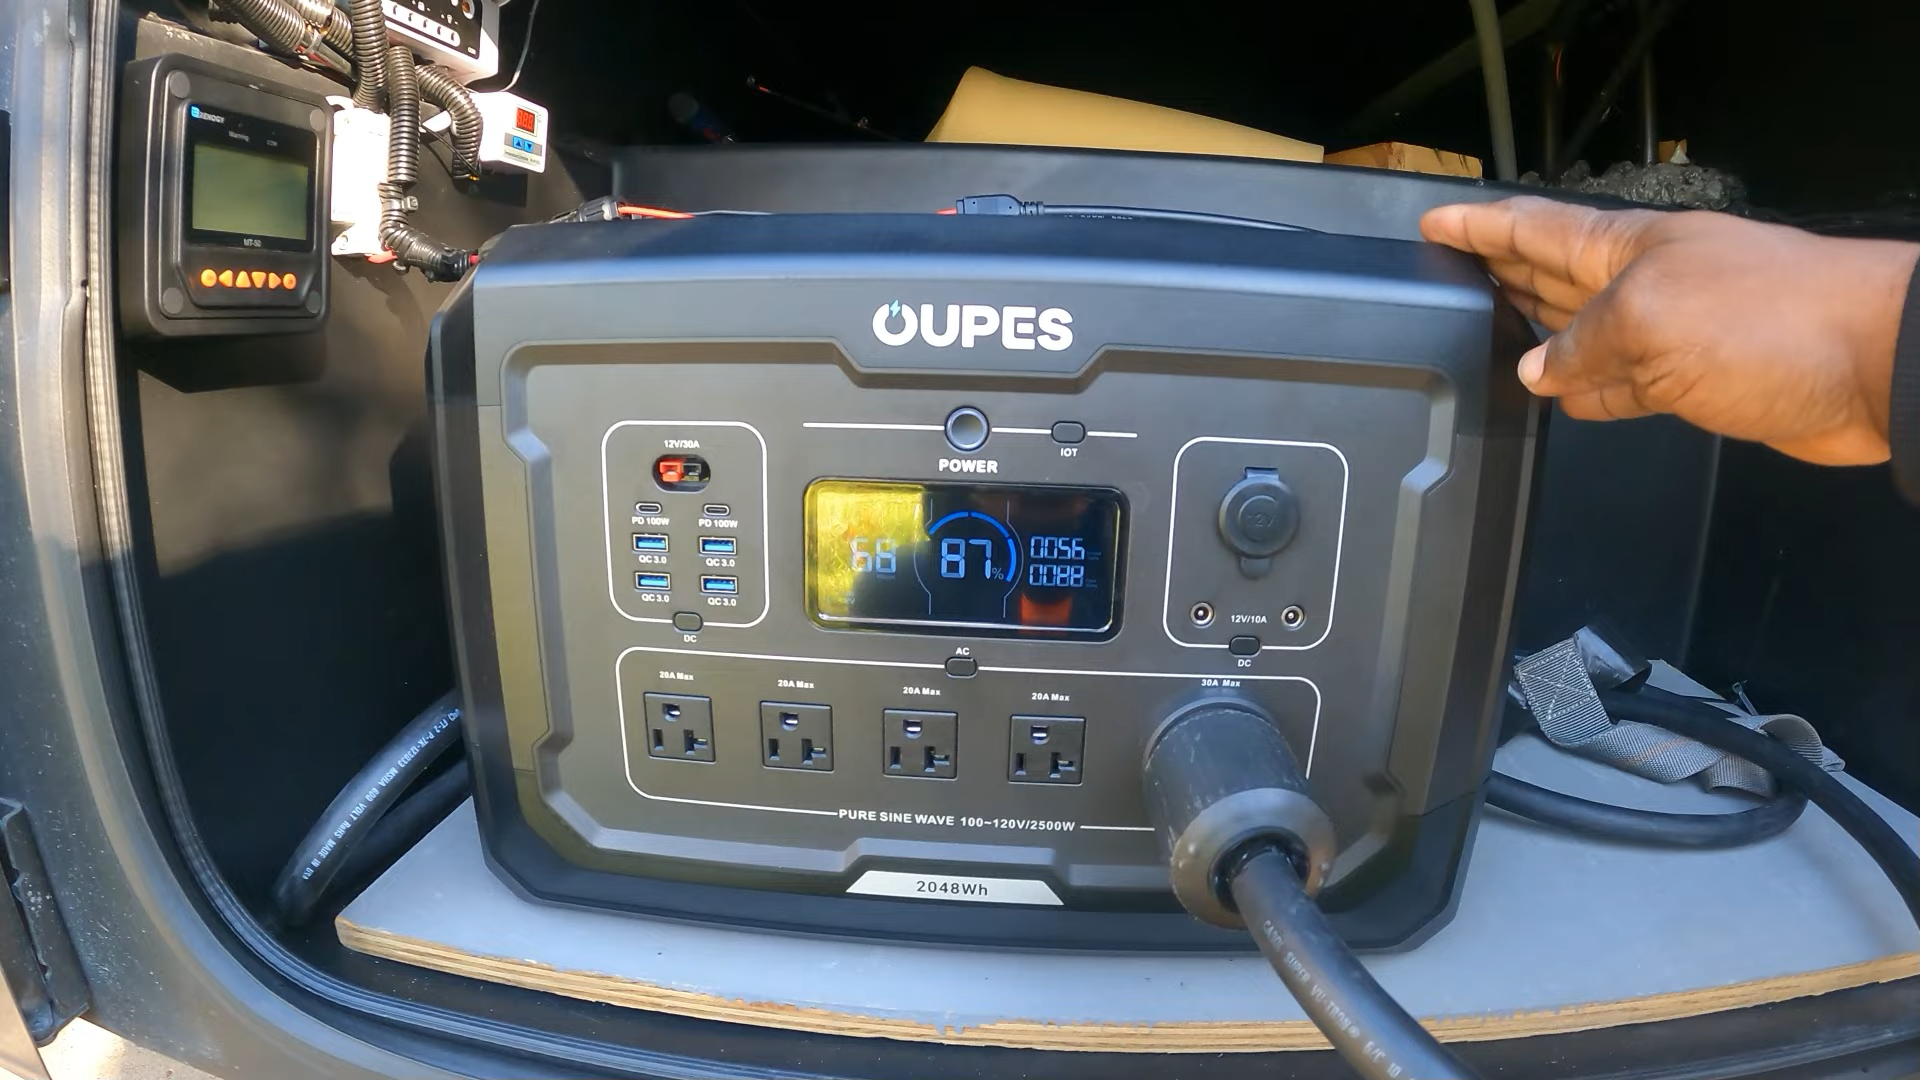 MT-50
OUPES
12V/30A
PD 100W
PD 100W
QC 3.0
QC 3.0
QC 3.0
QC 3.0
DC
POWER
IOT
68
87%
0056
0088
12V
12V/10A
DC
AC
20A Max
20A Max
20A Max
20A Max
30A Max
PURE SINE WAVE 100~120V/2500W
2048Wh